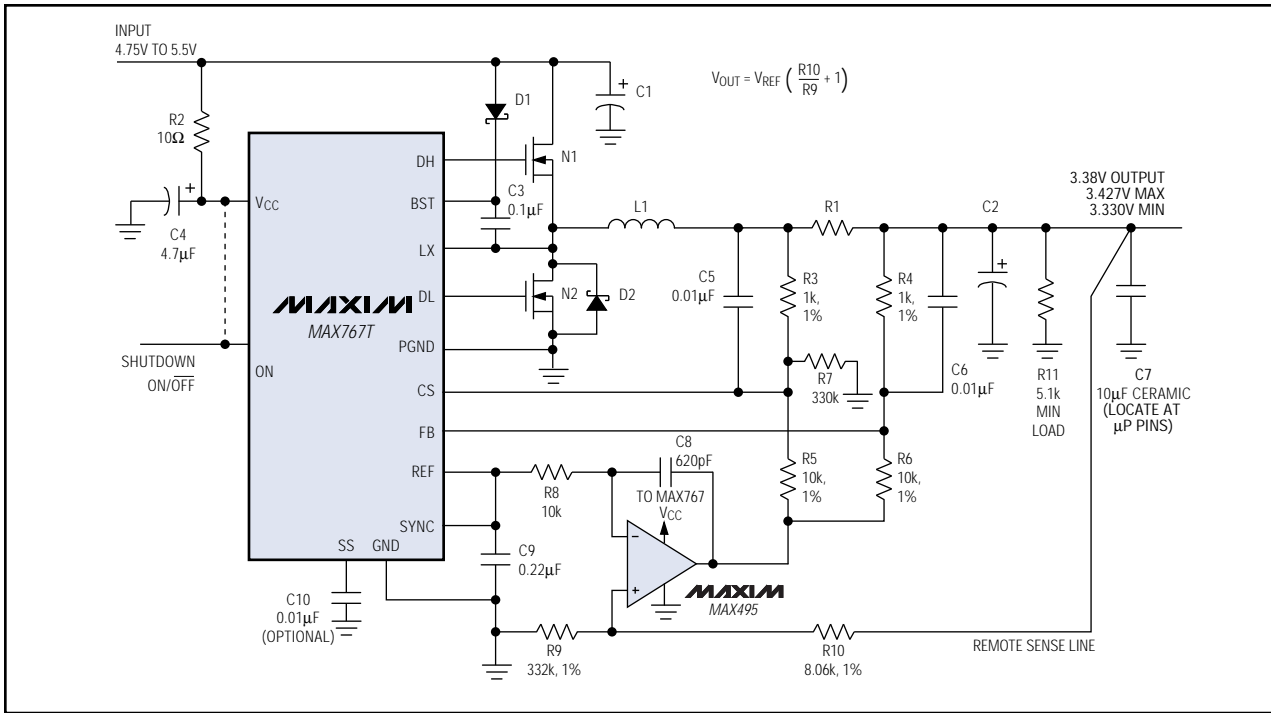 INPUT
4.75V TO 5.5V
VOUT = VREF ( R10 / R9 + 1 )
D1
C1
R2
10Ω
DH
N1
3.38V OUTPUT
3.427V MAX
3.330V MIN
BST
C3
0.1µF
VCC
C4
4.7µF
LX
L1
R1
C2
DL
N2
D2
C5
0.01µF
R3
1k,
1%
R4
1k,
1%
MAXIM
MAX767T
PGND
SHUTDOWN
ON/OFF
ON
CS
R7
330k
C6
0.01µF
R11
5.1k
MIN
LOAD
C7
10µF CERAMIC
(LOCATE AT
µP PINS)
FB
REF
C8
620pF
TO MAX767
VCC
R5
10k,
1%
R6
10k,
1%
R8
10k
SYNC
SS
GND
C9
0.22µF
MAXIM
MAX495
C10
0.01µF
(OPTIONAL)
R9
332k, 1%
R10
8.06k, 1%
REMOTE SENSE LINE